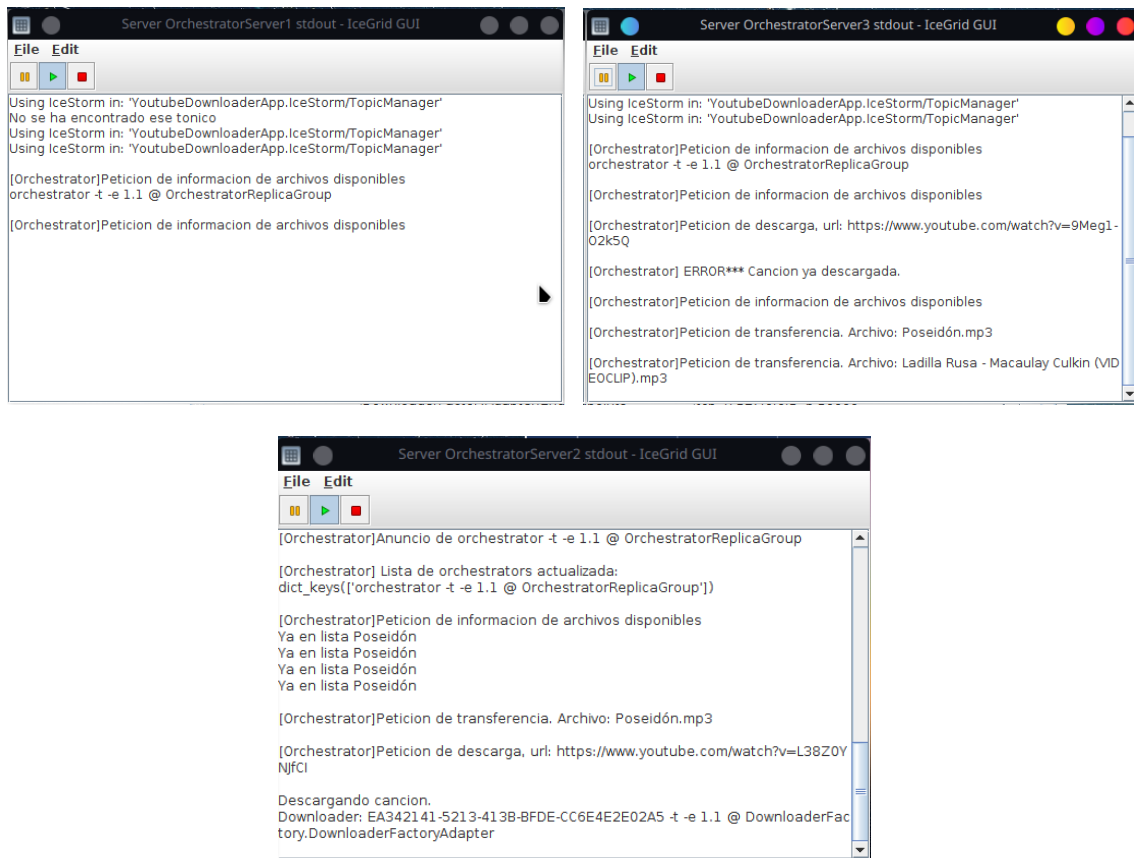 Server OrchestratorServer1 stdout - IceGrid GUI
File Edit
Using IceStorm in: 'YoutubeDownloaderApp.IceStorm/TopicManager'
No se ha encontrado ese tonico
Using IceStorm in: 'YoutubeDownloaderApp.IceStorm/TopicManager'
Using IceStorm in: 'YoutubeDownloaderApp.IceStorm/TopicManager'
[Orchestrator]Peticion de informacion de archivos disponibles
orchestrator -t -e 1.1 @ OrchestratorReplicaGroup
[Orchestrator]Peticion de informacion de archivos disponibles
Server OrchestratorServer3 stdout - IceGrid GUI
File Edit
Using IceStorm in: 'YoutubeDownloaderApp.IceStorm/TopicManager'
Using IceStorm in: 'YoutubeDownloaderApp.IceStorm/TopicManager'
[Orchestrator]Peticion de informacion de archivos disponibles
orchestrator -t -e 1.1 @ OrchestratorReplicaGroup
[Orchestrator]Peticion de informacion de archivos disponibles
[Orchestrator]Peticion de descarga, url: https://www.youtube.com/watch?v=9Meg1-
O2k5Q
[Orchestrator] ERROR*** Cancion ya descargada.
[Orchestrator]Peticion de informacion de archivos disponibles
[Orchestrator]Peticion de transferencia. Archivo: Poseidón.mp3
[Orchestrator]Peticion de transferencia. Archivo: Ladilla Rusa - Macaulay Culkin (VID
EOCLIP).mp3
Server OrchestratorServer2 stdout - IceGrid GUI
File Edit
[Orchestrator]Anuncio de orchestrator -t -e 1.1 @ OrchestratorReplicaGroup
[Orchestrator] Lista de orchestrators actualizada:
dict_keys(['orchestrator -t -e 1.1 @ OrchestratorReplicaGroup'])
[Orchestrator]Peticion de informacion de archivos disponibles
Ya en lista Poseidón
Ya en lista Poseidón
Ya en lista Poseidón
Ya en lista Poseidón
[Orchestrator]Peticion de transferencia. Archivo: Poseidón.mp3
[Orchestrator]Peticion de descarga, url: https://www.youtube.com/watch?v=L38Z0Y
NJfCI
Descargando cancion.
Downloader: EA342141-5213-413B-BFDE-CC6E4E2E02A5 -t -e 1.1 @ DownloaderFac
tory.DownloaderFactoryAdapter